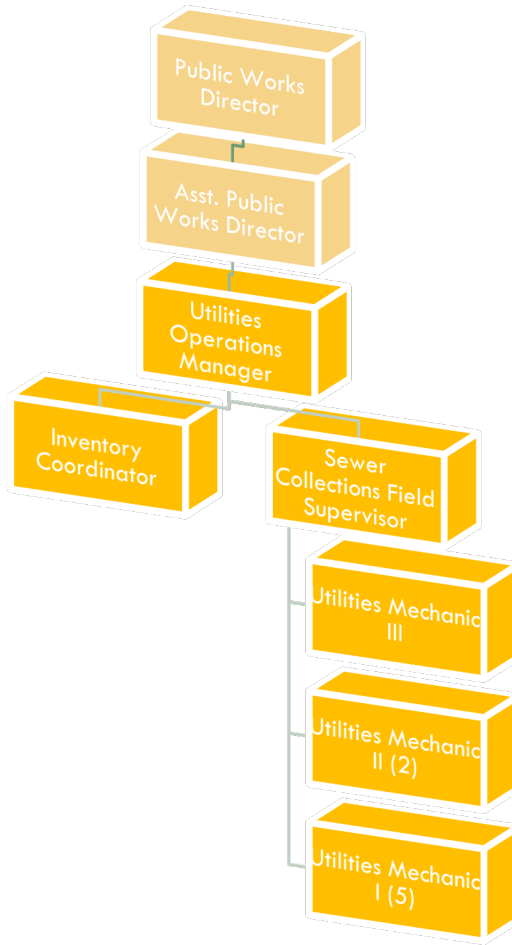 Public Works
Director
Asst. Public
Works Director
Utilities
Operations
Manager
Inventory
Coordinator
Sewer
Collections Field
Supervisor
Utilities Mechanic
III
Utilities Mechanic
II (2)
Utilities Mechanic
I (5)